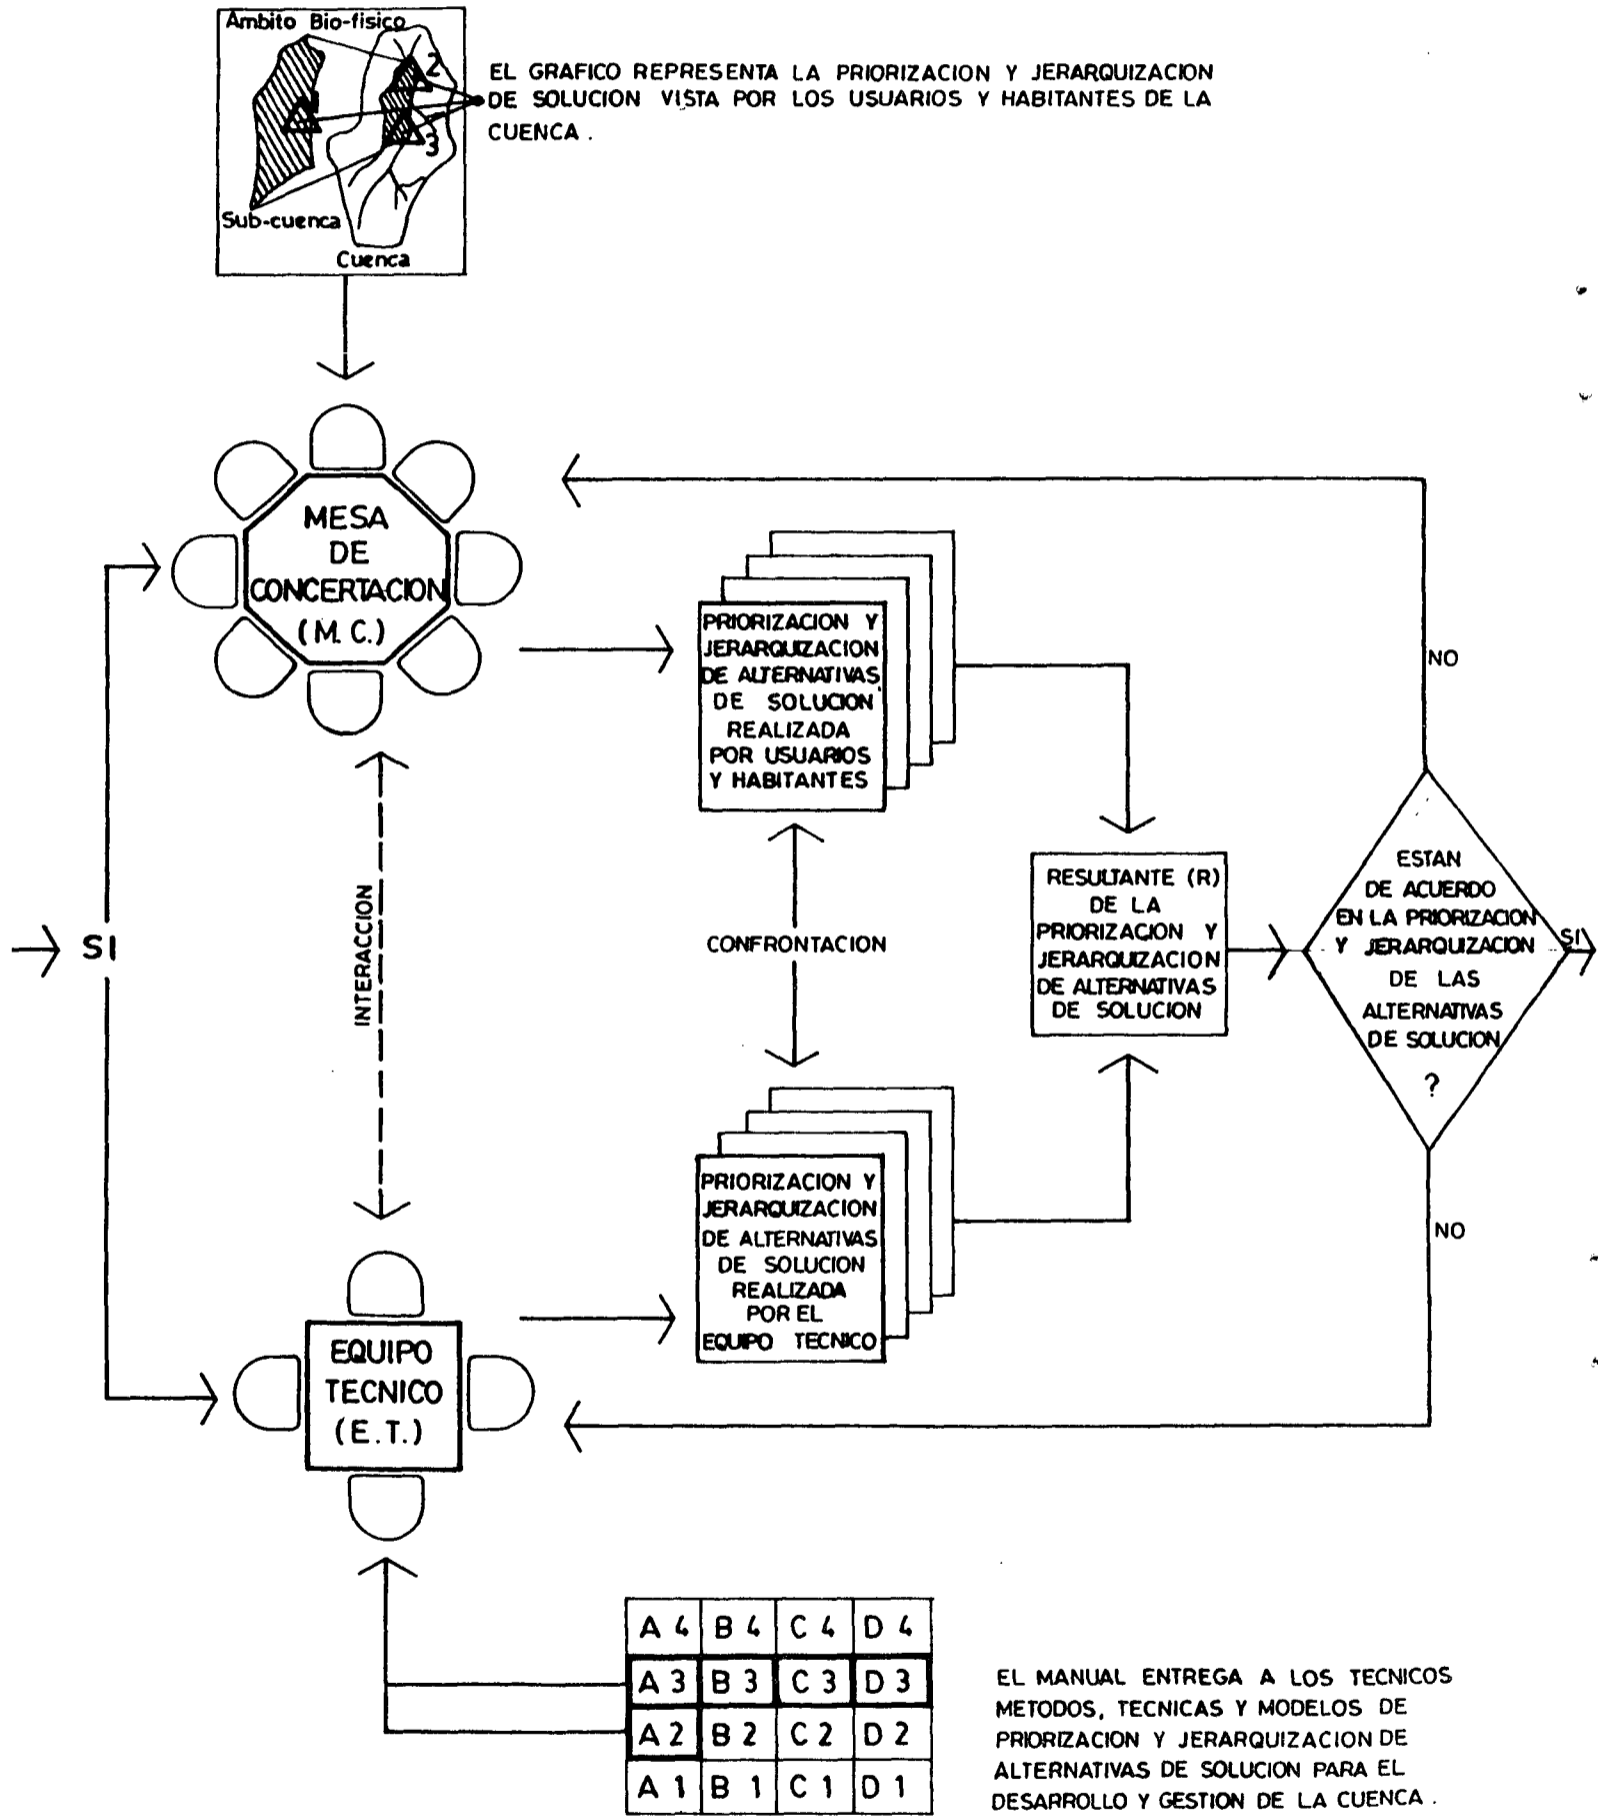 Ámbito Bio-fisico
2
1
3
Sub-cuenca
Cuenca
EL GRAFICO REPRESENTA LA PRIORIZACION Y JERARQUIZACION
DE SOLUCION VISTA POR LOS USUARIOS Y HABITANTES DE LA
CUENCA .
MESA
DE
CONCERTACION
(M. C.)
PRIORIZACION Y
JERARQUIZACION
DE ALTERNATIVAS
DE SOLUCION
REALIZADA
POR USUARIOS
Y HABITANTES
NO
SI
INTERACCION
CONFRONTACION
RESULTANTE (R)
DE LA
PRIORIZACION Y
JERARQUIZACION
DE ALTERNATIVAS
DE SOLUCION
ESTAN
DE ACUERDO
EN LA PRIORIZACION
Y JERARQUIZACION
DE LAS
ALTERNATIVAS
DE SOLUCION
?
SI
NO
PRIORIZACION Y
JERARQUIZACION
DE ALTERNATIVAS
DE SOLUCION
REALIZADA
POR EL
EQUIPO TECNICO
EQUIPO
TECNICO
(E.T.)
A 4 B 4 C 4 D 4
A 3 B 3 C 3 D 3
A 2 B 2 C 2 D 2
A 1 B 1 C 1 D 1
EL MANUAL ENTREGA A LOS TECNICOS
METODOS, TECNICAS Y MODELOS DE
PRIORIZACION Y JERARQUIZACION DE
ALTERNATIVAS DE SOLUCION PARA EL
DESARROLLO Y GESTION DE LA CUENCA .